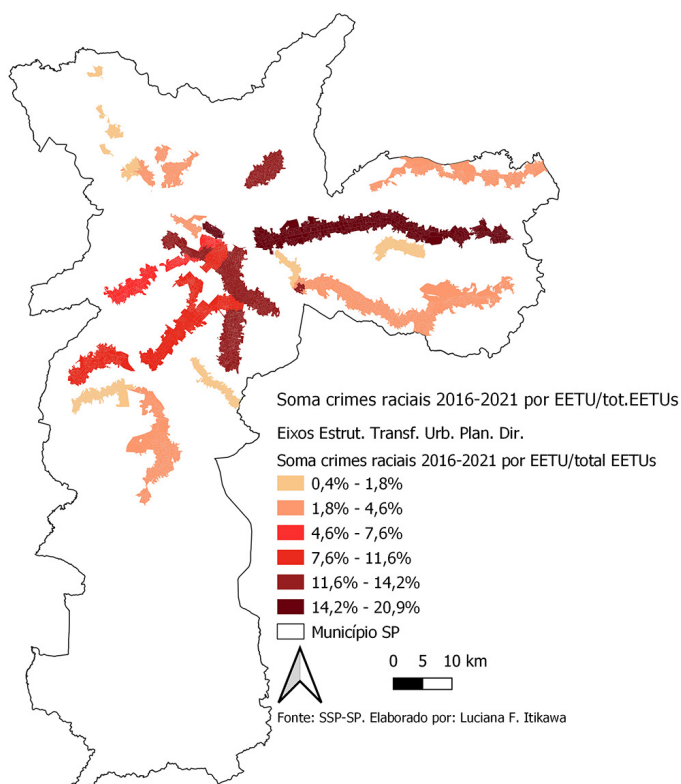 Soma crimes raciais 2016-2021 por EETU/tot.EETUs
Eixos Estrut. Transf. Urb. Plan. Dir.
Soma crimes raciais 2016-2021 por EETU/total EETUs
0,4% - 1,8%
1,8% - 4,6%
4,6% - 7,6%
7,6% - 11,6%
11,6% - 14,2%
14,2% - 20,9%
Município SP
0 5 10 km
Fonte: SSP-SP. Elaborado por: Luciana F. Itikawa